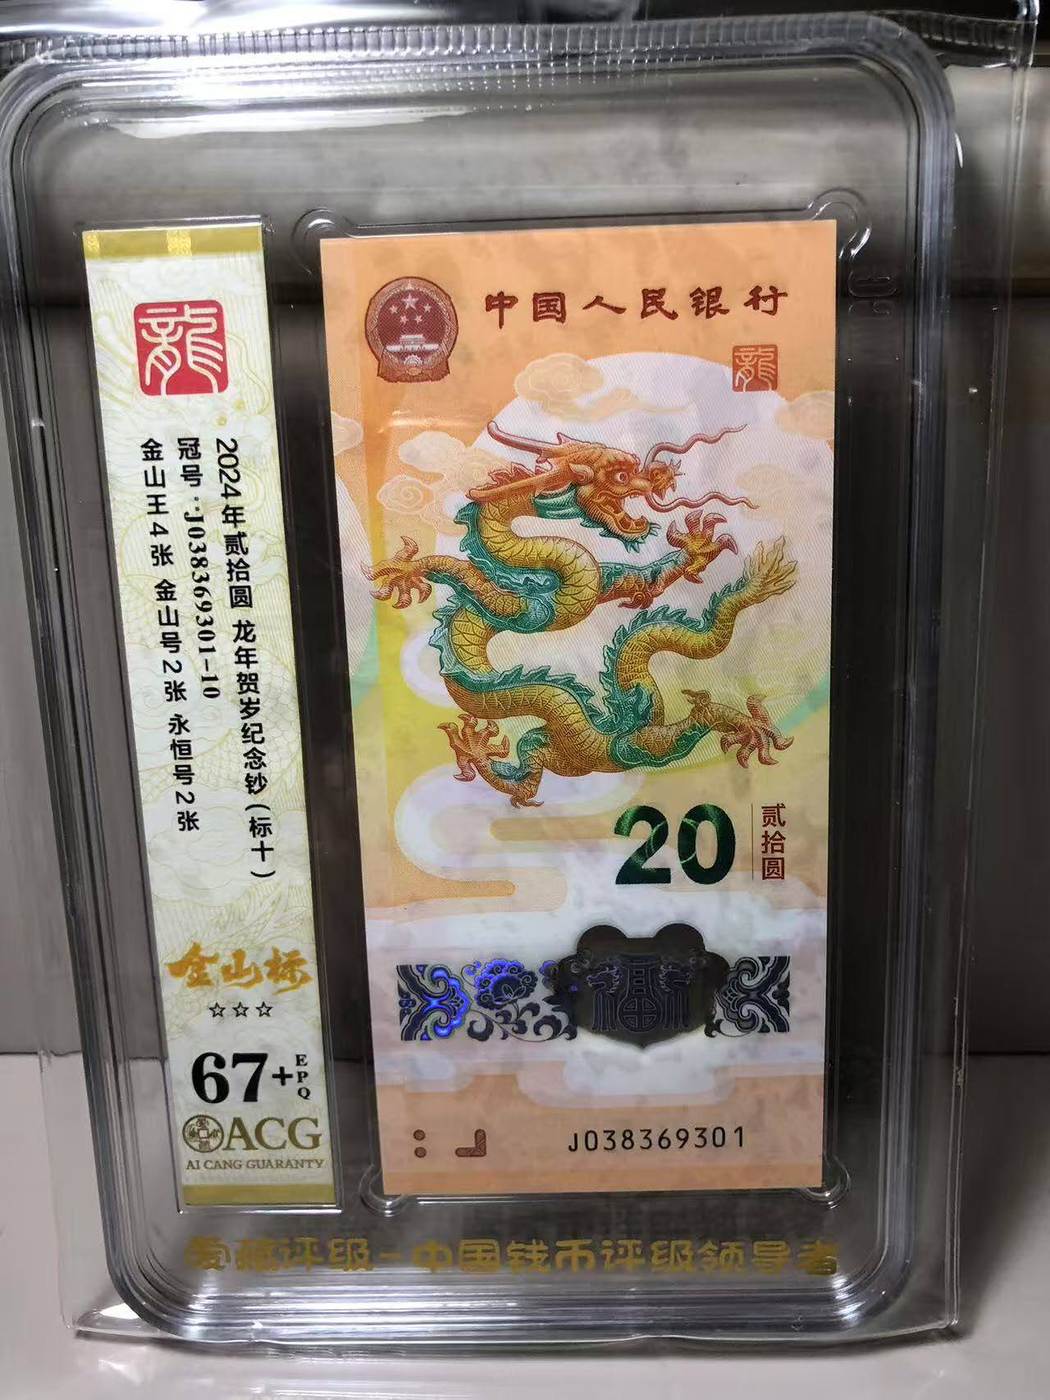 龍
2024年贰拾圆 龙年贺岁纪念钞(标十)
冠号:J038369301-10
金山王4张 金山号2张 永恒号2张
金山标
☆☆☆
67+EPQ
ACG
AI CANG GUARANTY
中国人民银行
龍
20
贰拾圆
福
J038369301
爱藏评级-中国钱币评级领导者